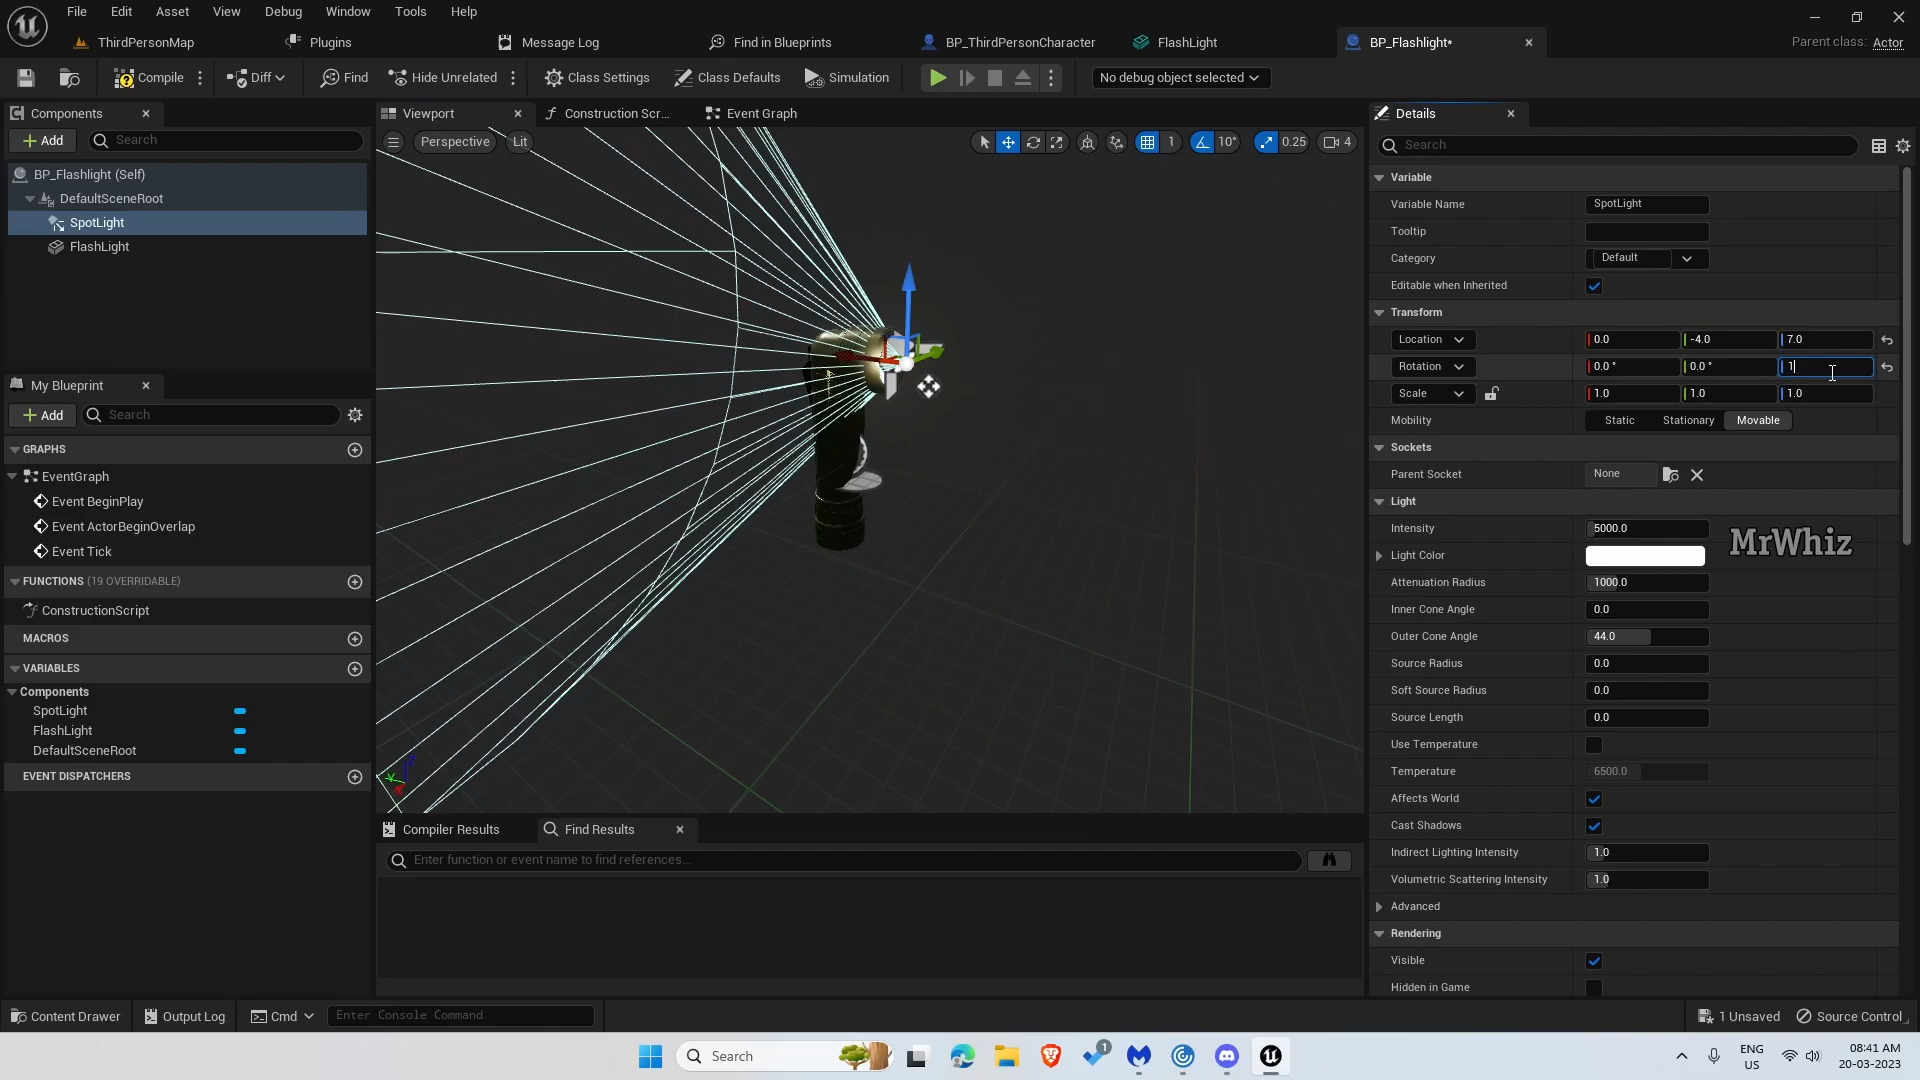 File Edit Asset View Debug Window Tools Help
ThirdPersonMap Plugins Message Log Find in Blueprints BP_ThirdPersonCharacter FlashLight BP_Flashlight* Parent class: Actor
Compile Diff Find Hide Unrelated Class Settings Class Defaults Simulation No debug object selected
Components
Add Search
BP_Flashlight (Self)
DefaultSceneRoot
SpotLight
FlashLight
My Blueprint
Add Search
GRAPHS
EventGraph
Event BeginPlay
Event ActorBeginOverlap
Event Tick
FUNCTIONS (19 OVERRIDABLE)
ConstructionScript
MACROS
VARIABLES
Components
SpotLight
FlashLight
DefaultSceneRoot
EVENT DISPATCHERS
Viewport Construction Scr... Event Graph
Perspective Lit 1 10° 0.25 4
Compiler Results Find Results
Enter function or event name to find references...
Details
Search
Variable
Variable Name SpotLight
Tooltip
Category Default
Editable when Inherited
Transform
Location 0.0 -4.0 7.0
Rotation 0.0 ° 0.0 ° 1
Scale 1.0 1.0 1.0
Mobility Static Stationary Movable
Sockets
Parent Socket None
Light
Intensity 5000.0
MrWhiz
Light Color
Attenuation Radius 1000.0
Inner Cone Angle 0.0
Outer Cone Angle 44.0
Source Radius 0.0
Soft Source Radius 0.0
Source Length 0.0
Use Temperature
Temperature 6500.0
Affects World
Cast Shadows
Indirect Lighting Intensity 1.0
Volumetric Scattering Intensity 1.0
Advanced
Rendering
Visible
Hidden in Game
Content Drawer Output Log Cmd Enter Console Command 1 Unsaved Source Control
Search 1 ENG US 08:41 AM 20-03-2023